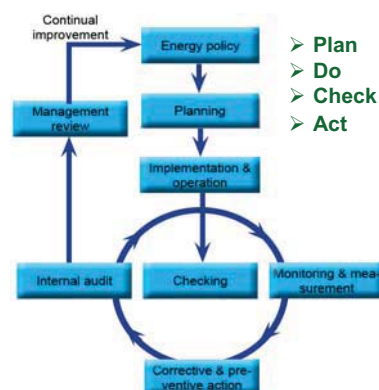 Continual
improvement
Energy policy
➢ Plan
➢ Do
➢ Check
➢ Act
Management
review
Planning
Implementation &
operation
Internal audit
Checking
Monitoring & mea-
surement
Corrective & pre-
ventive action